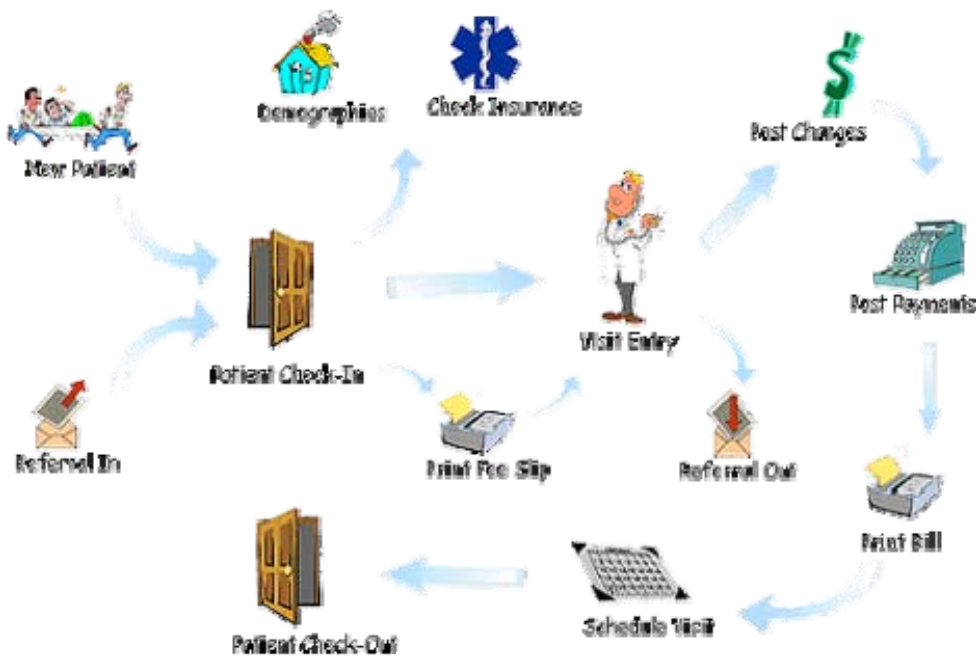 Demographics
Check Insurance
Post Charges
New Patient
Post Payments
Visit Entry
Patient Check-In
Referral In
Print Fee Slip
Referral Out
Print Bill
Schedule Visit
Patient Check-Out